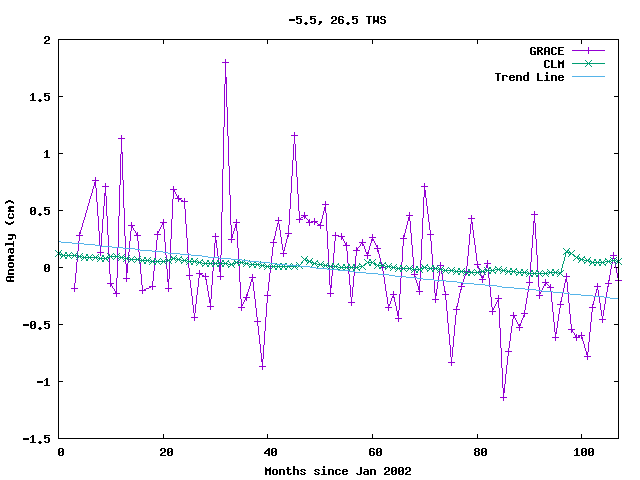 -5.5, 26.5 TWS
GRACE
CLM
Trend Line
2
1.5
1
0.5
0
-0.5
-1
-1.5
Anomaly (cm)
0 20 40 60 80 100
Months since Jan 2002